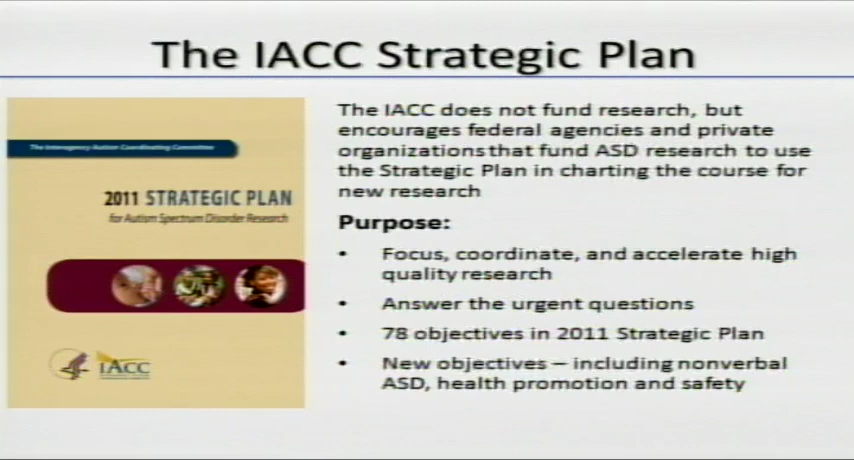 The IACC Strategic Plan
The Interagency Autism Coordinating Committee
2011 STRATEGIC PLAN
for Autism Spectrum Disorder Research
IACC
The IACC does not fund research, but
encourages federal agencies and private
organizations that fund ASD research to use
the Strategic Plan in charting the course for
new research
Purpose:
• Focus, coordinate, and accelerate high
quality research
• Answer the urgent questions
• 78 objectives in 2011 Strategic Plan
• New objectives – including nonverbal
ASD, health promotion and safety